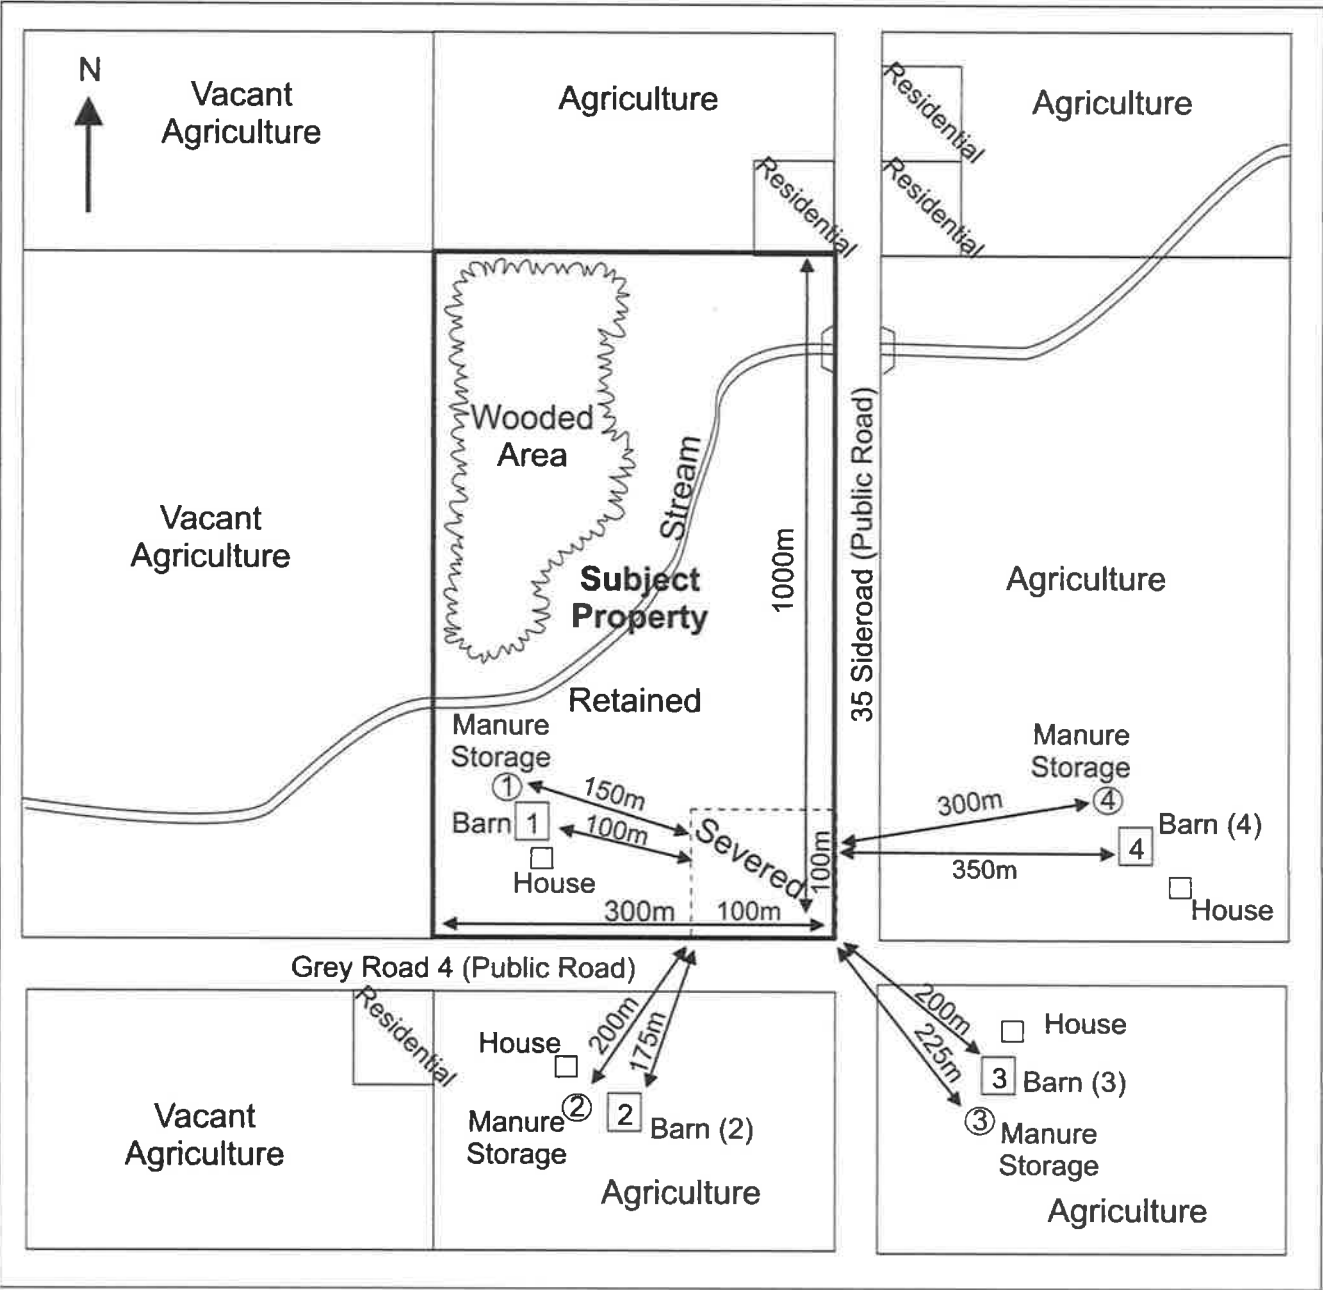 N
Vacant
Agriculture
Agriculture
Residential
Agriculture
Residential
Residential
Wooded
Area
Stream
Vacant
Agriculture
Subject
Property
1000m
35 Sideroad (Public Road)
Agriculture
Retained
Manure
Storage
1
150m
Barn 1
100m
House
Severed
100m
300m
100m
Manure
Storage
4
300m
Barn (4)
4
350m
House
Grey Road 4 (Public Road)
Residential
Vacant
Agriculture
House
200m
175m
2
2
Manure
Storage
Barn (2)
Agriculture
200m
225m
House
3
Barn (3)
3
Manure
Storage
Agriculture